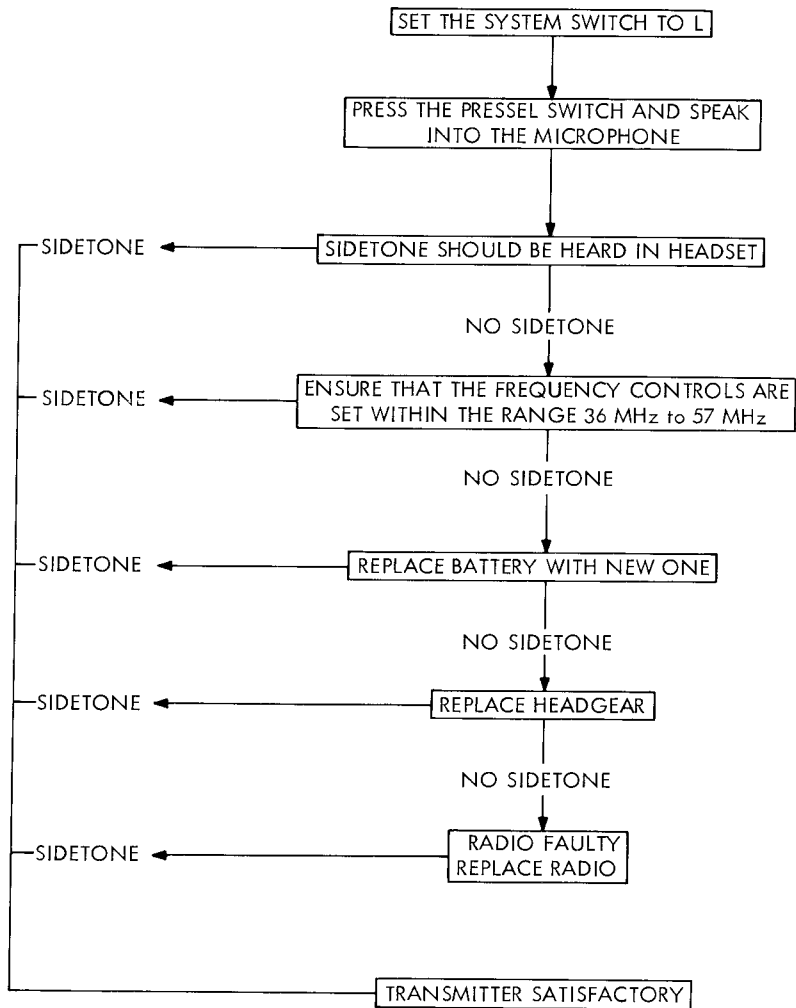 SET THE SYSTEM SWITCH TO L
PRESS THE PRESSEL SWITCH AND SPEAK
INTO THE MICROPHONE
SIDETONE
SIDETONE SHOULD BE HEARD IN HEADSET
NO SIDETONE
SIDETONE
ENSURE THAT THE FREQUENCY CONTROLS ARE
SET WITHIN THE RANGE 36 MHz to 57 MHz
NO SIDETONE
SIDETONE
REPLACE BATTERY WITH NEW ONE
NO SIDETONE
SIDETONE
REPLACE HEADGEAR
NO SIDETONE
SIDETONE
RADIO FAULTY
REPLACE RADIO
TRANSMITTER SATISFACTORY